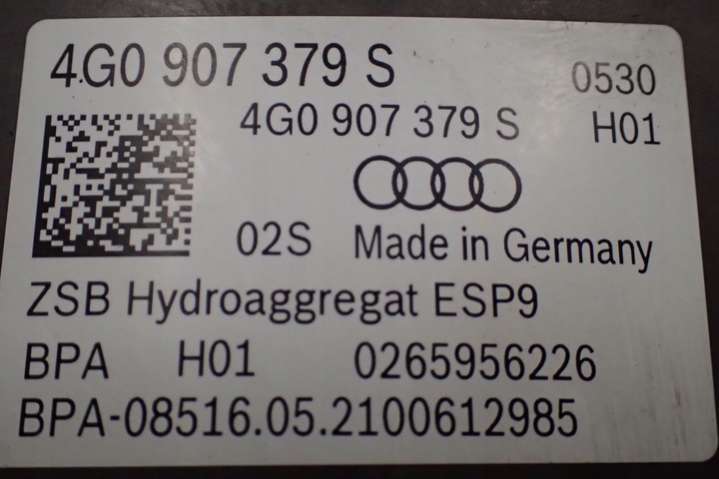 4G0 907 379 S 0530
4G0 907 379 S H01
02S Made in Germany
ZSB Hydroaggregat ESP9
BPA H01 0265956226
BPA-08516.05.2100612985